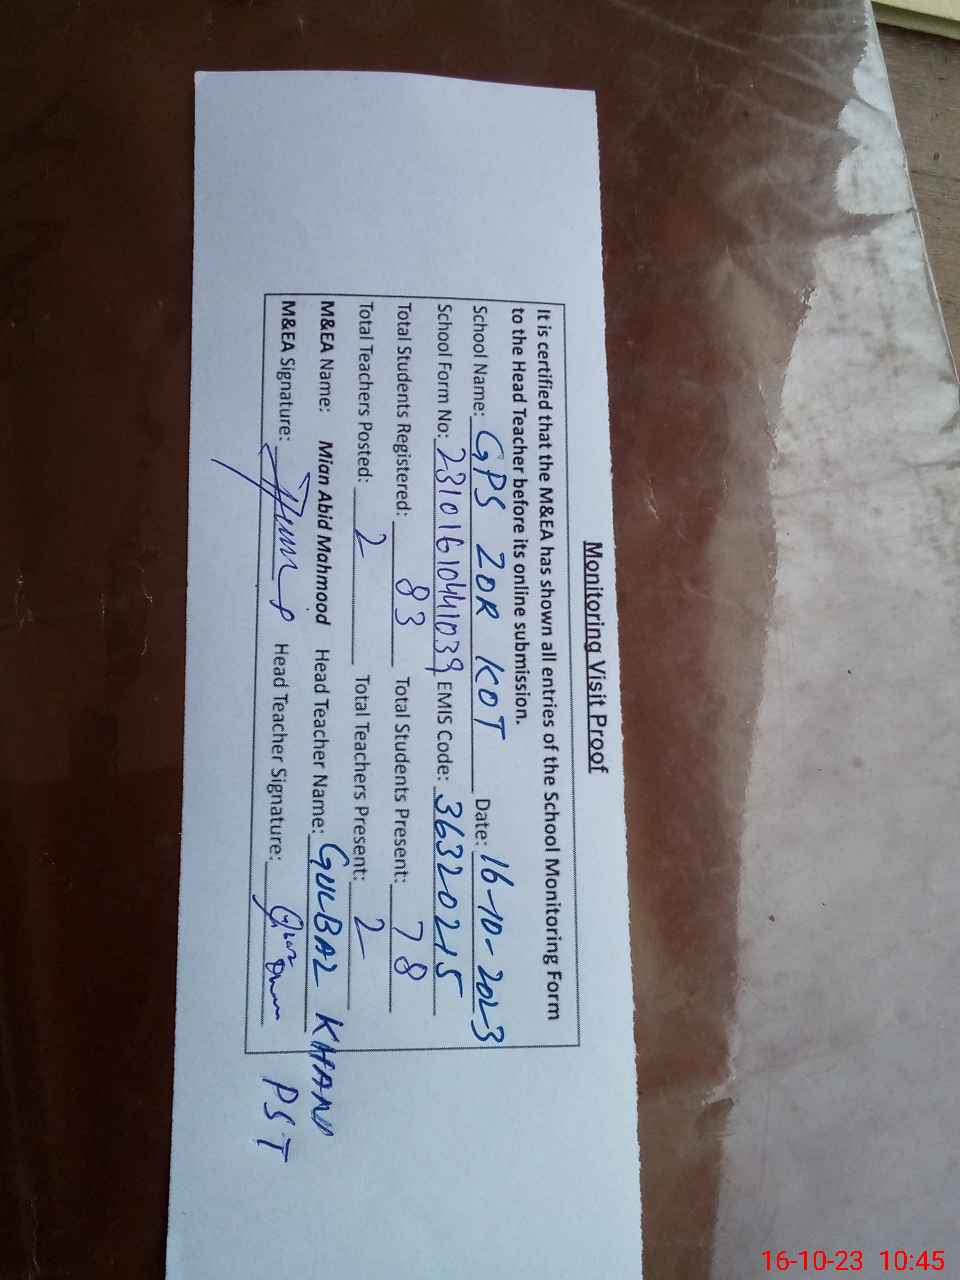 Monitoring Visit Proof
It is certified that the M&EA has shown all entries of the School Monitoring Form
to the Head Teacher before its online submission.
School Name: GPS ZOR KOT Date: 16-10-2023
School Form No: 23101610441039 EMIS Code: 36320215
Total Students Registered: 83 Total Students Present: 78
Total Teachers Posted: 2 Total Teachers Present: 2
M&EA Name: Mian Abid Mahmood Head Teacher Name: GULBAZ KHAN
M&EA Signature: Head Teacher Signature: PST
16-10-23 10:45